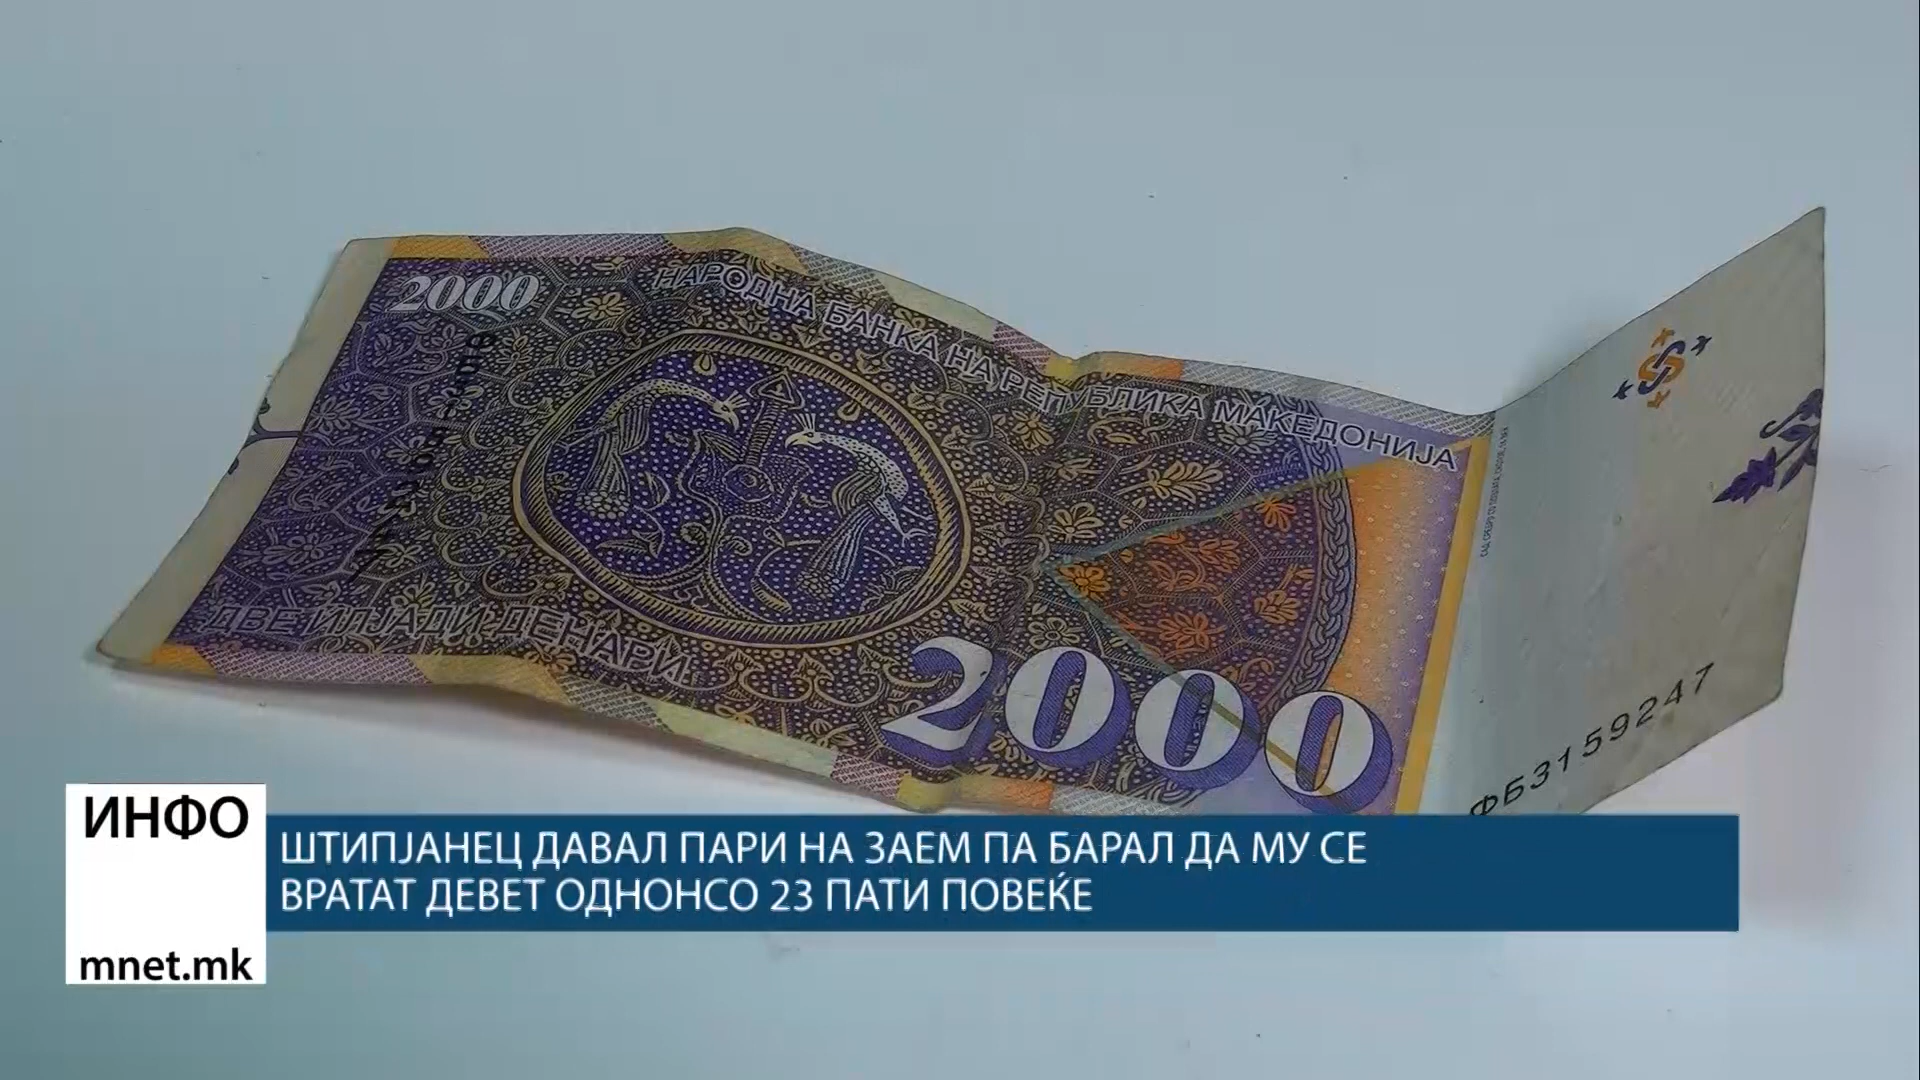 2000
НАРОДНА БАНКА НА РЕПУБЛИКА МАКЕДОНИЈА
ДВЕ ИЛЈАДИ ДЕНАРИ
2000
ФБ3159247
ИНФО
ШТИПЈАНЕЦ ДАВАЛ ПАРИ НА ЗАЕМ ПА БАРАЛ ДА МУ СЕ
ВРАТАТ ДЕВЕТ ОДНОНСО 23 ПАТИ ПОВЕЌЕ
mnet.mk